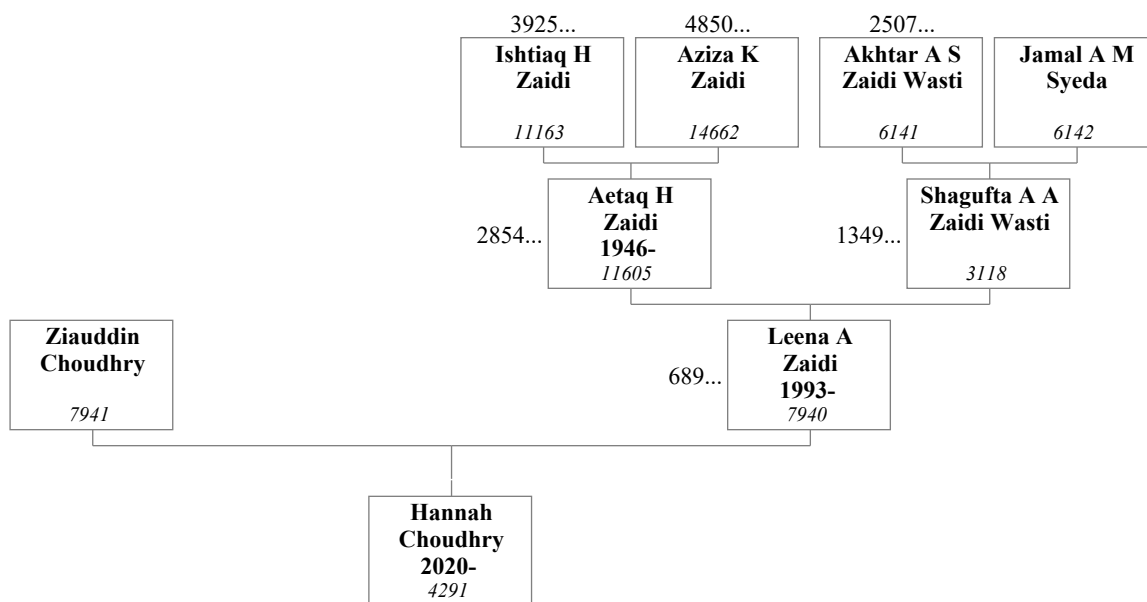 3925...
4850...
2507...
Ishtiaq H
Zaidi
11163
Aziza K
Zaidi
14662
Akhtar A S
Zaidi Wasti
6141
Jamal A M
Syeda
6142
2854...
Aetaq H
Zaidi
1946-
11605
1349...
Shagufta A A
Zaidi Wasti
3118
Ziauddin
Choudhry
7941
689...
Leena A
Zaidi
1993-
7940
Hannah
Choudhry
2020-
4291